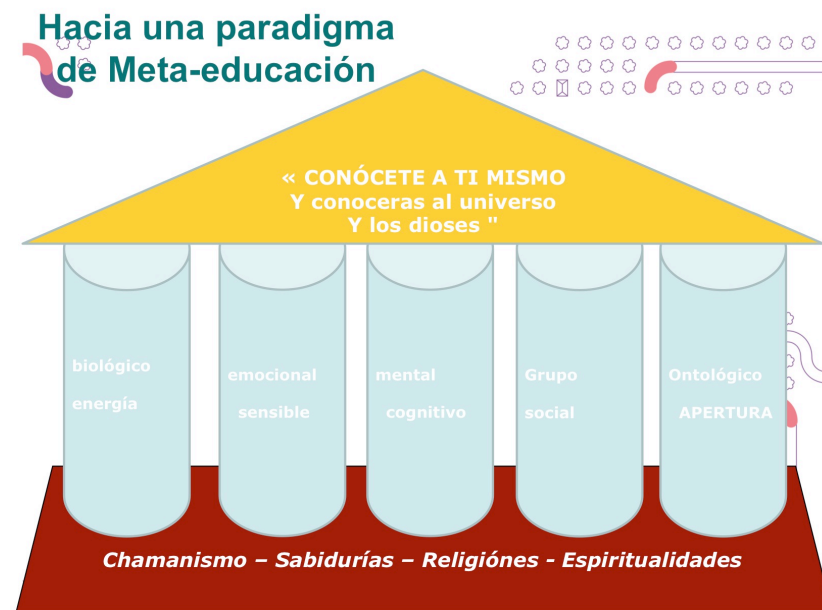 Hacia una paradigma
de Meta-educación
« CONÓCETE A TI MISMO
Y conoceras al universo
Y los dioses "
biológico
energía
emocional
sensible
mental
cognitivo
Grupo
social
Ontológico
APERTURA
Chamanismo – Sabidurías – Religiónes - Espiritualidades